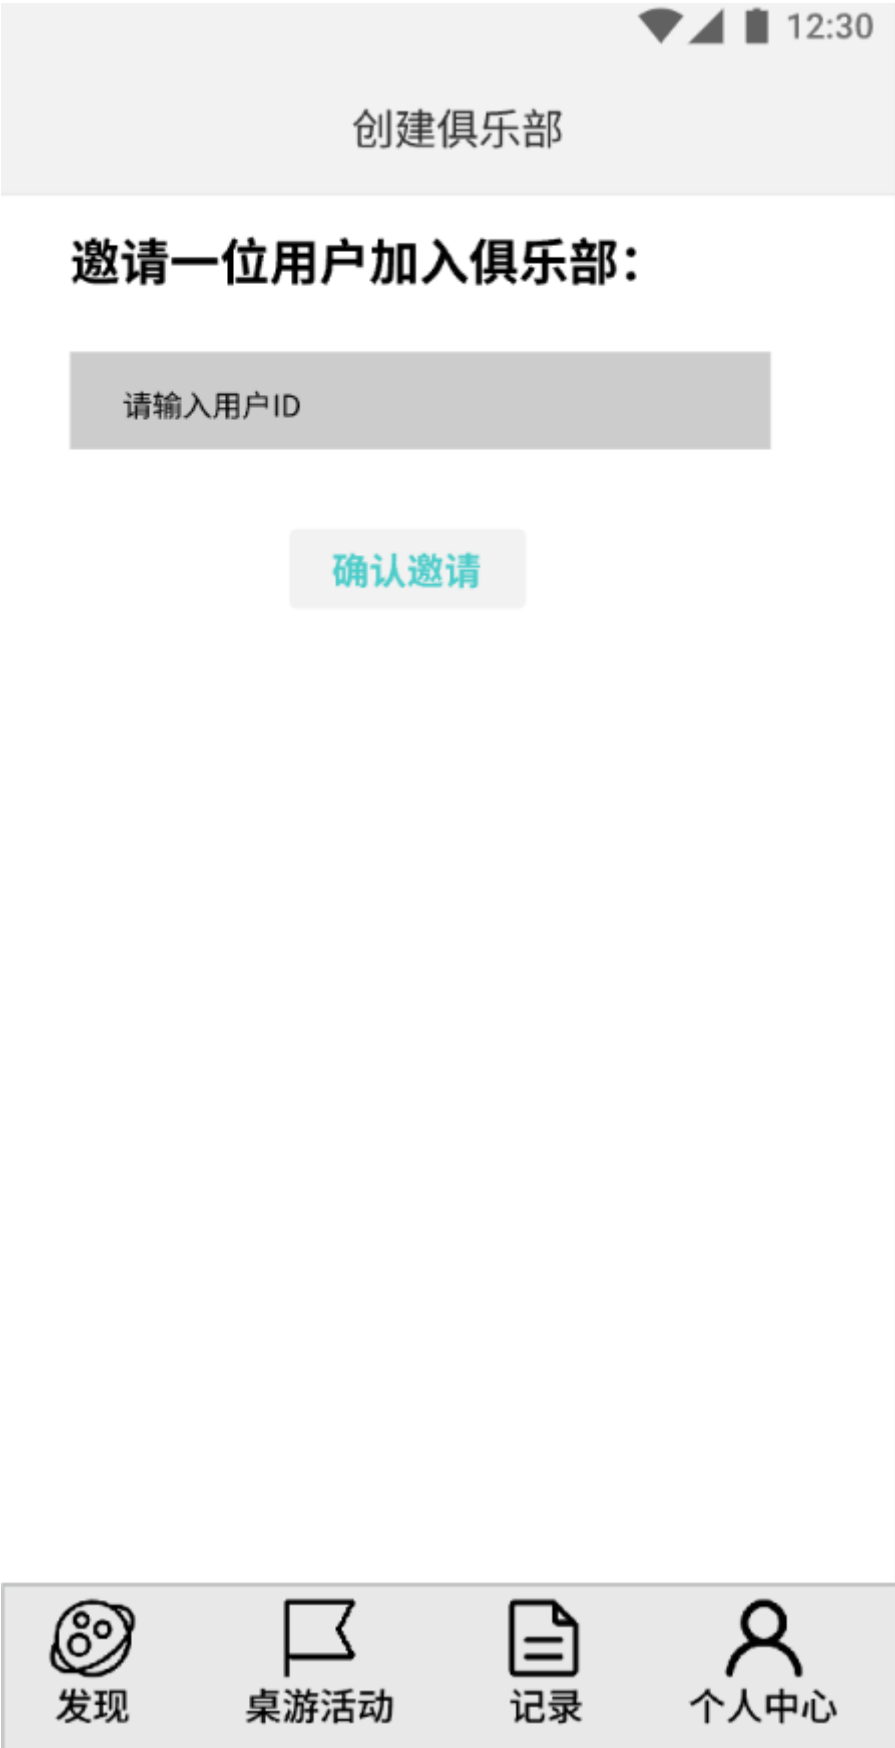 12:30
创建俱乐部
邀请一位用户加入俱乐部：
请输入用户ID
确认邀请
发现 桌游活动 记录 个人中心